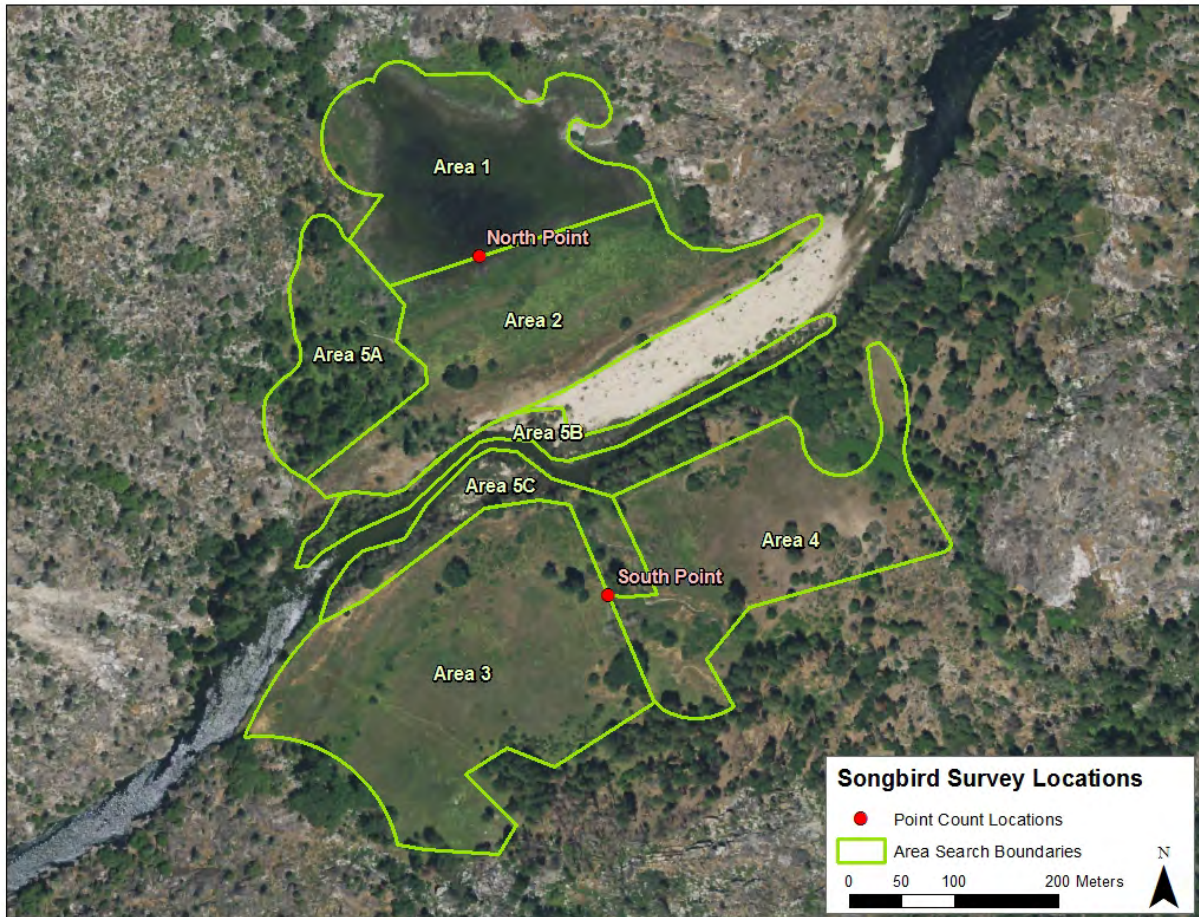 Area 1
North Point
Area 2
Area 5A
Area 5B
Area 5C
Area 4
South Point
Area 3
Songbird Survey Locations
Point Count Locations
Area Search Boundaries
N
0 50 100 200 Meters